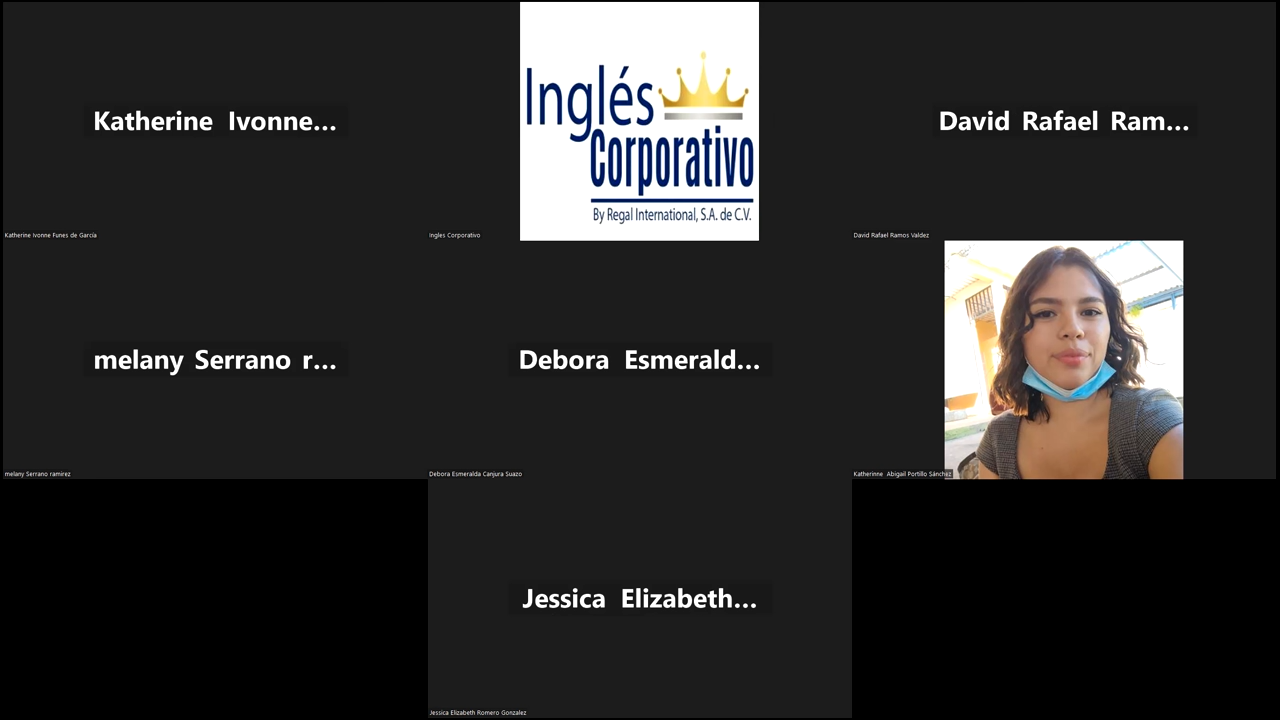 Katherine Ivonne...
Katherine Ivonne Funes de García
Inglés
Corporativo
By Regal International, S.A. de C.V.
Ingles Corporativo
David Rafael Ram...
David Rafael Ramos Valdez
melany Serrano r...
melany Serrano ramirez
Debora Esmerald...
Debora Esmeralda Canjura Suazo
Katherinne Abigail Portillo Sánchez
Jessica Elizabeth...
Jessica Elizabeth Romero Gonzalez